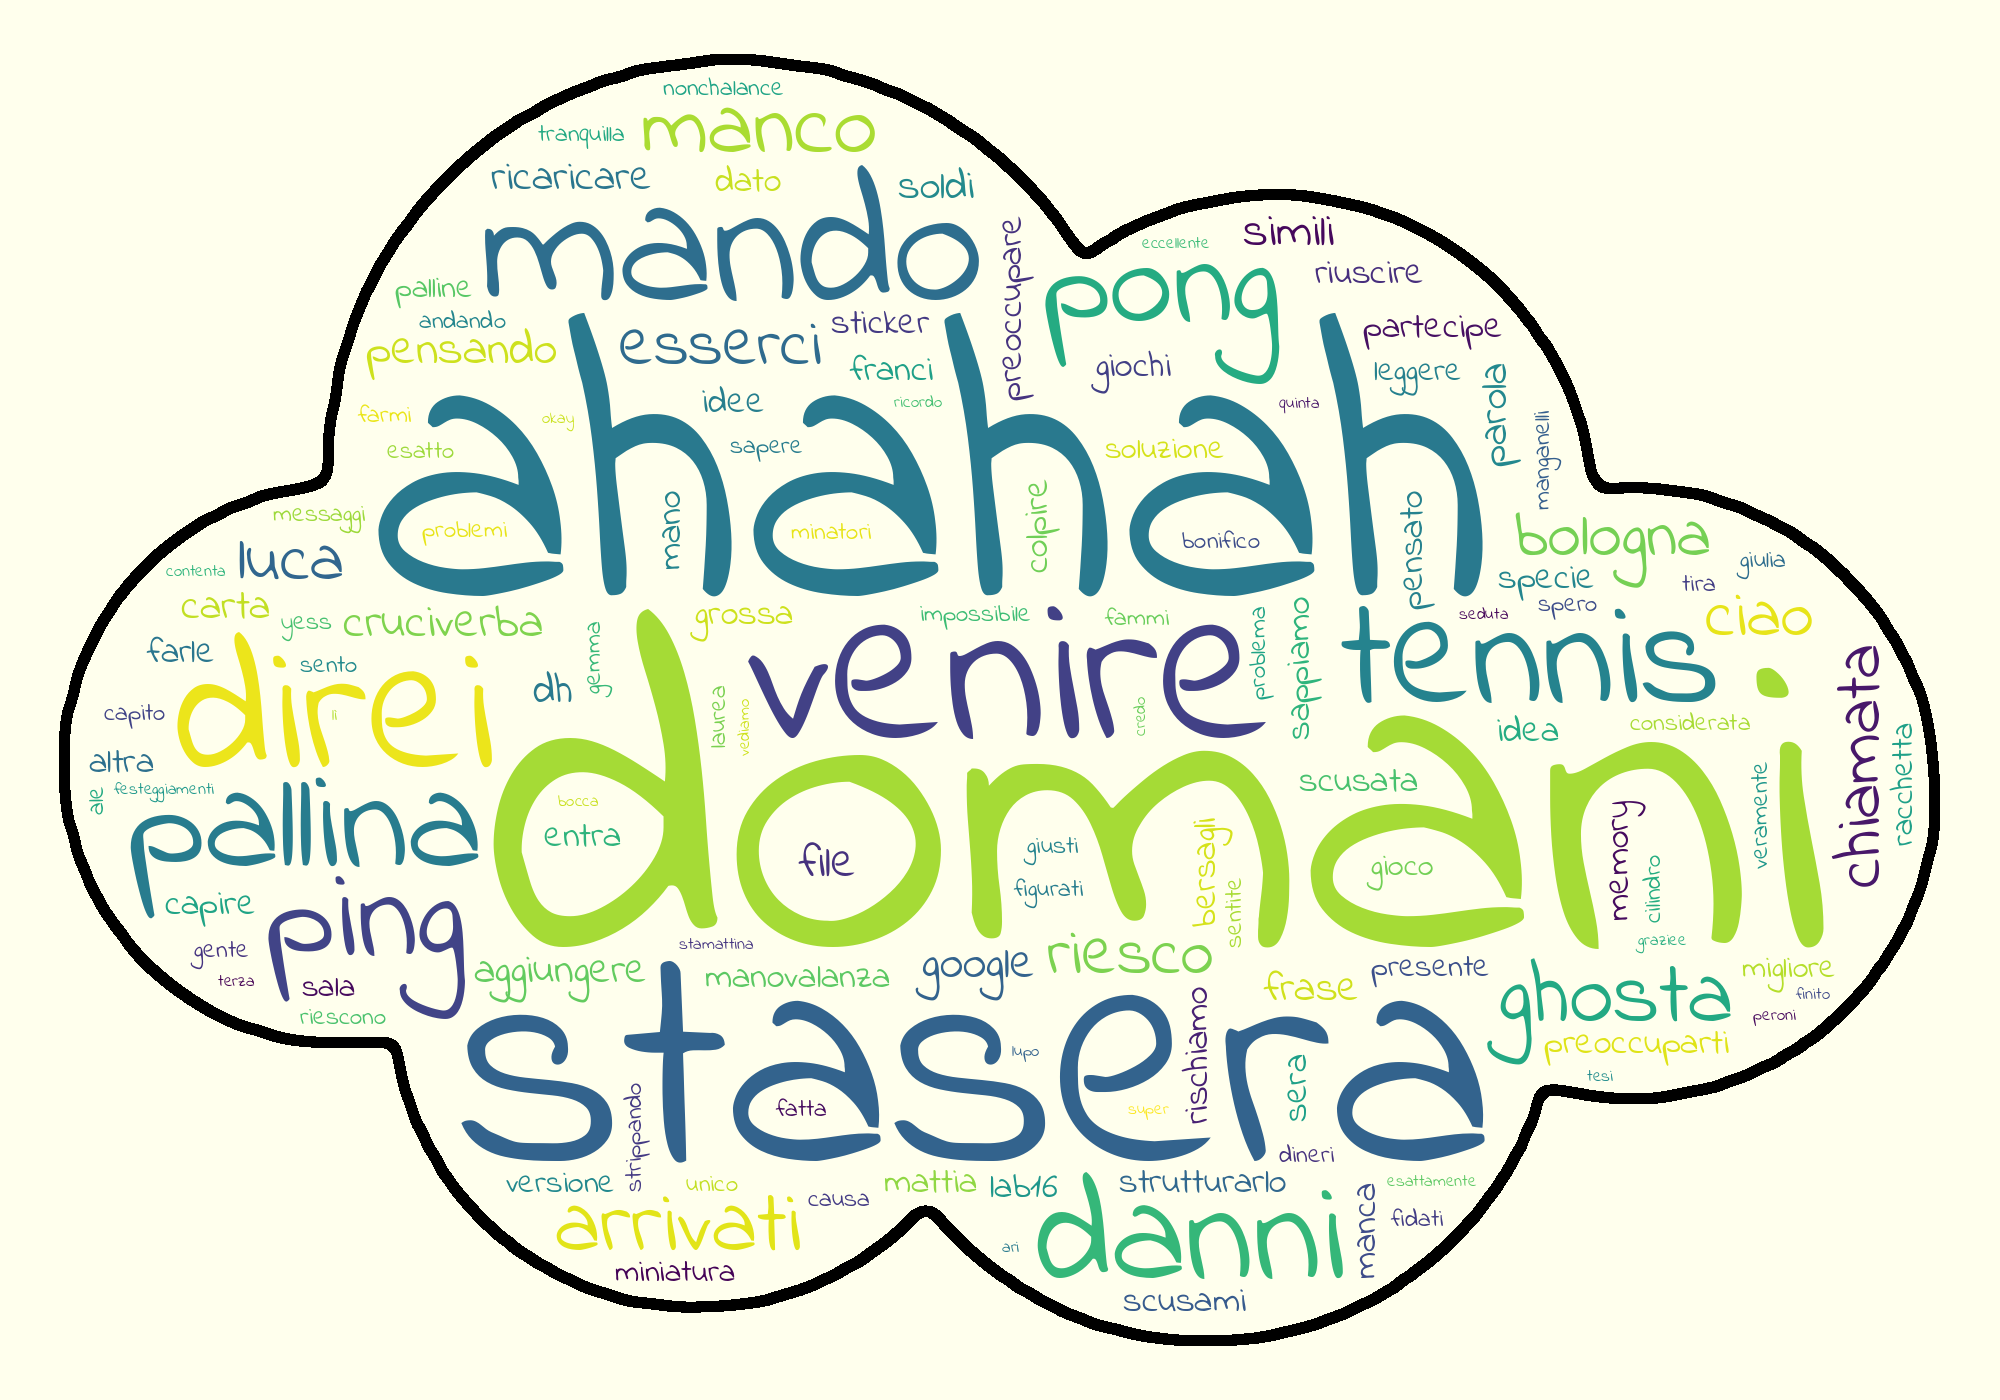 nonchalance
tranquilla
manco
ricaricare
dato
soldi
mando
preoccupare
eccellente
simili
riuscire
pong
palline
andando
pensando
esserci
sticker
franci
giochi
partecipe
leggere
parola
manganelli
farmi
okay
idee
ricordo
quinta
esatto
sapere
soluzione
ahahah
messaggi
problemi
mano
minatori
colpire
bonifico
pensato
bologna
luca
contenta
specie
giulia
tira
carta
yess
cruciverba
grossa
impossibile
fammi
seduta
spero
ciao
farle
sento
gemma
venire
problema
sappiamo
tennis
direi
li
dh
laurea
vediamo
credo
idea
considerata
chiamata
racchetta
capito
altra
ale
festeggiamenti
pallina
bocca
entra
domani
file
giusti
figurati
bersagli
sentite
scusata
gioco
memory
cilindro
veramente
capire
ping
gente
terza
sala
riescono
aggiungere
stamattina
manovalanza
google
riesco
frase
presente
graziee
migliore
finito
peroni
ghosta
preoccuparti
tesi
stasera
lupo
rischiamo
sera
fatta
super
strippando
dineri
versione
unico
causa
mattia
lab16
strutturarlo
esattamente
arrivati
danni
manca
fidati
ari
miniatura
scusami